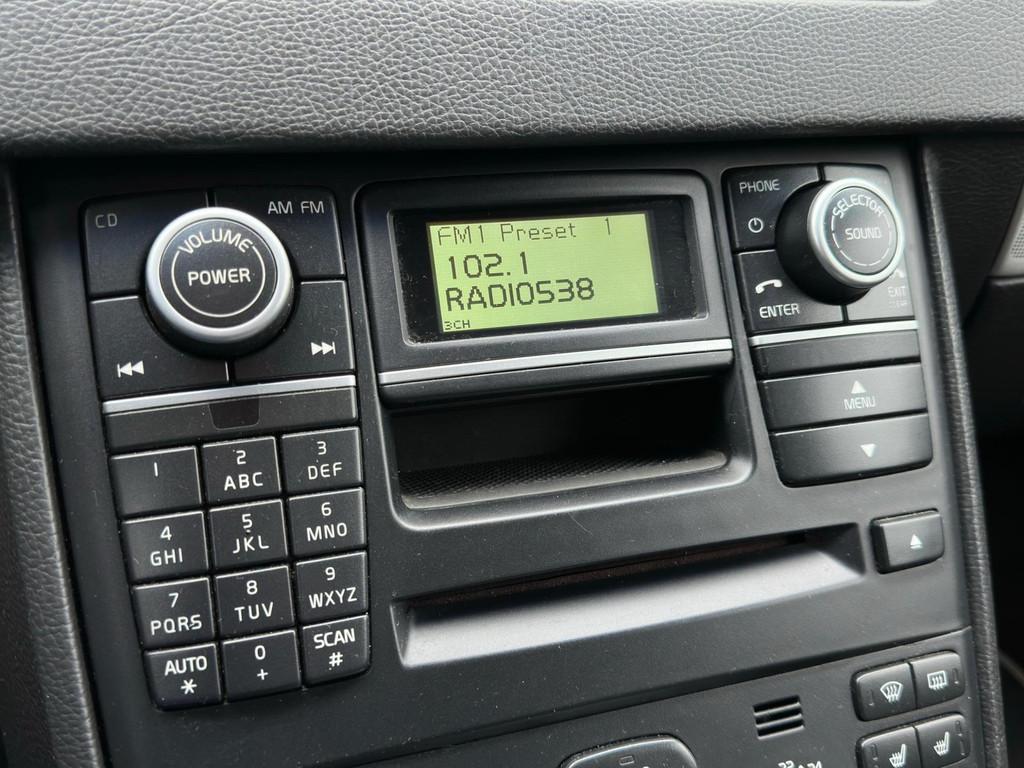 CD
AM FM
VOLUME
POWER
FM1 Preset 1
102.1
RADIO538
3CH
PHONE
SELECTOR
SOUND
ENTER
EXIT
CLEAR
MENU
1
2
ABC
3
DEF
4
GHI
5
JKL
6
MNO
7
PQRS
8
TUV
9
WXYZ
AUTO
*
0
+
SCAN
#